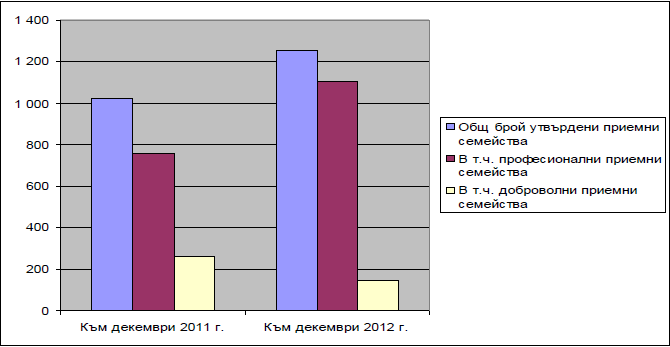 1 400
1 200
1 000
800
600
400
200
0
Към декември 2011 г.
Към декември 2012 г.
Общ брой утвърдени приемни
семейства
В т.ч. професионални приемни
семейства
В т.ч. доброволни приемни
семейства